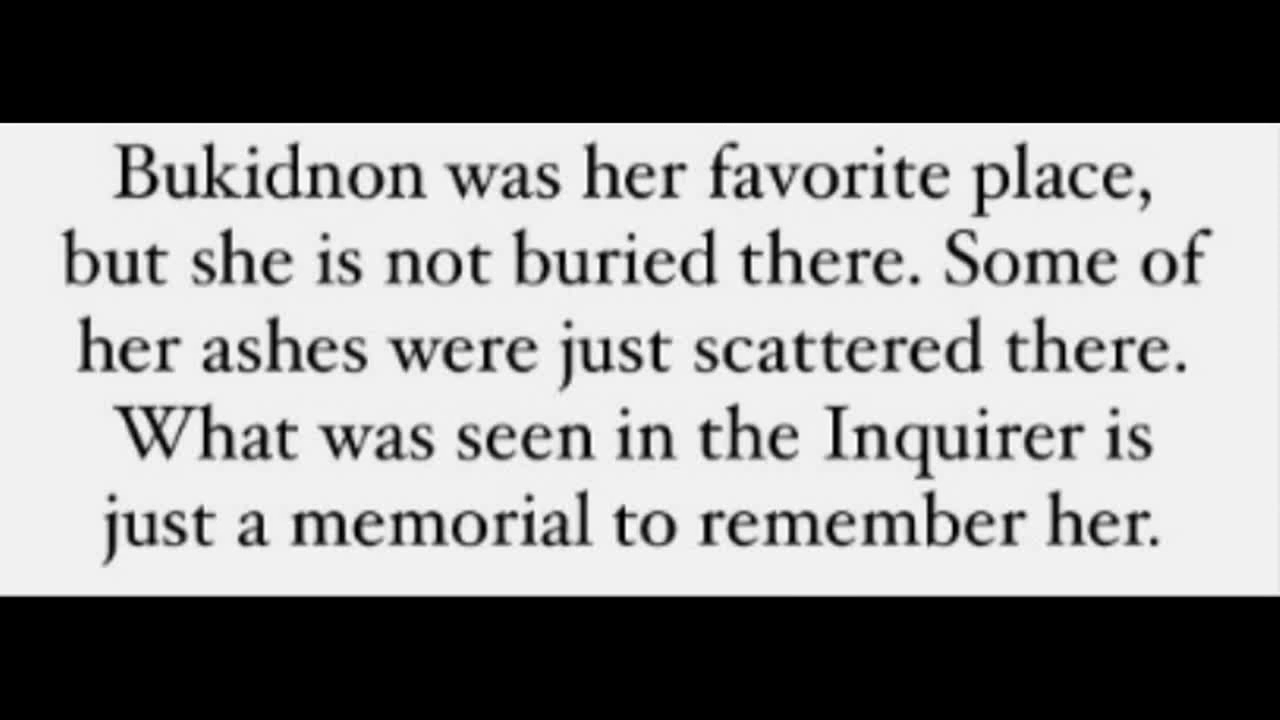 Bukidnon was her favorite place,
but she is not buried there. Some of
her ashes were just scattered there.
What was seen in the Inquirer is
just a memorial to remember her.